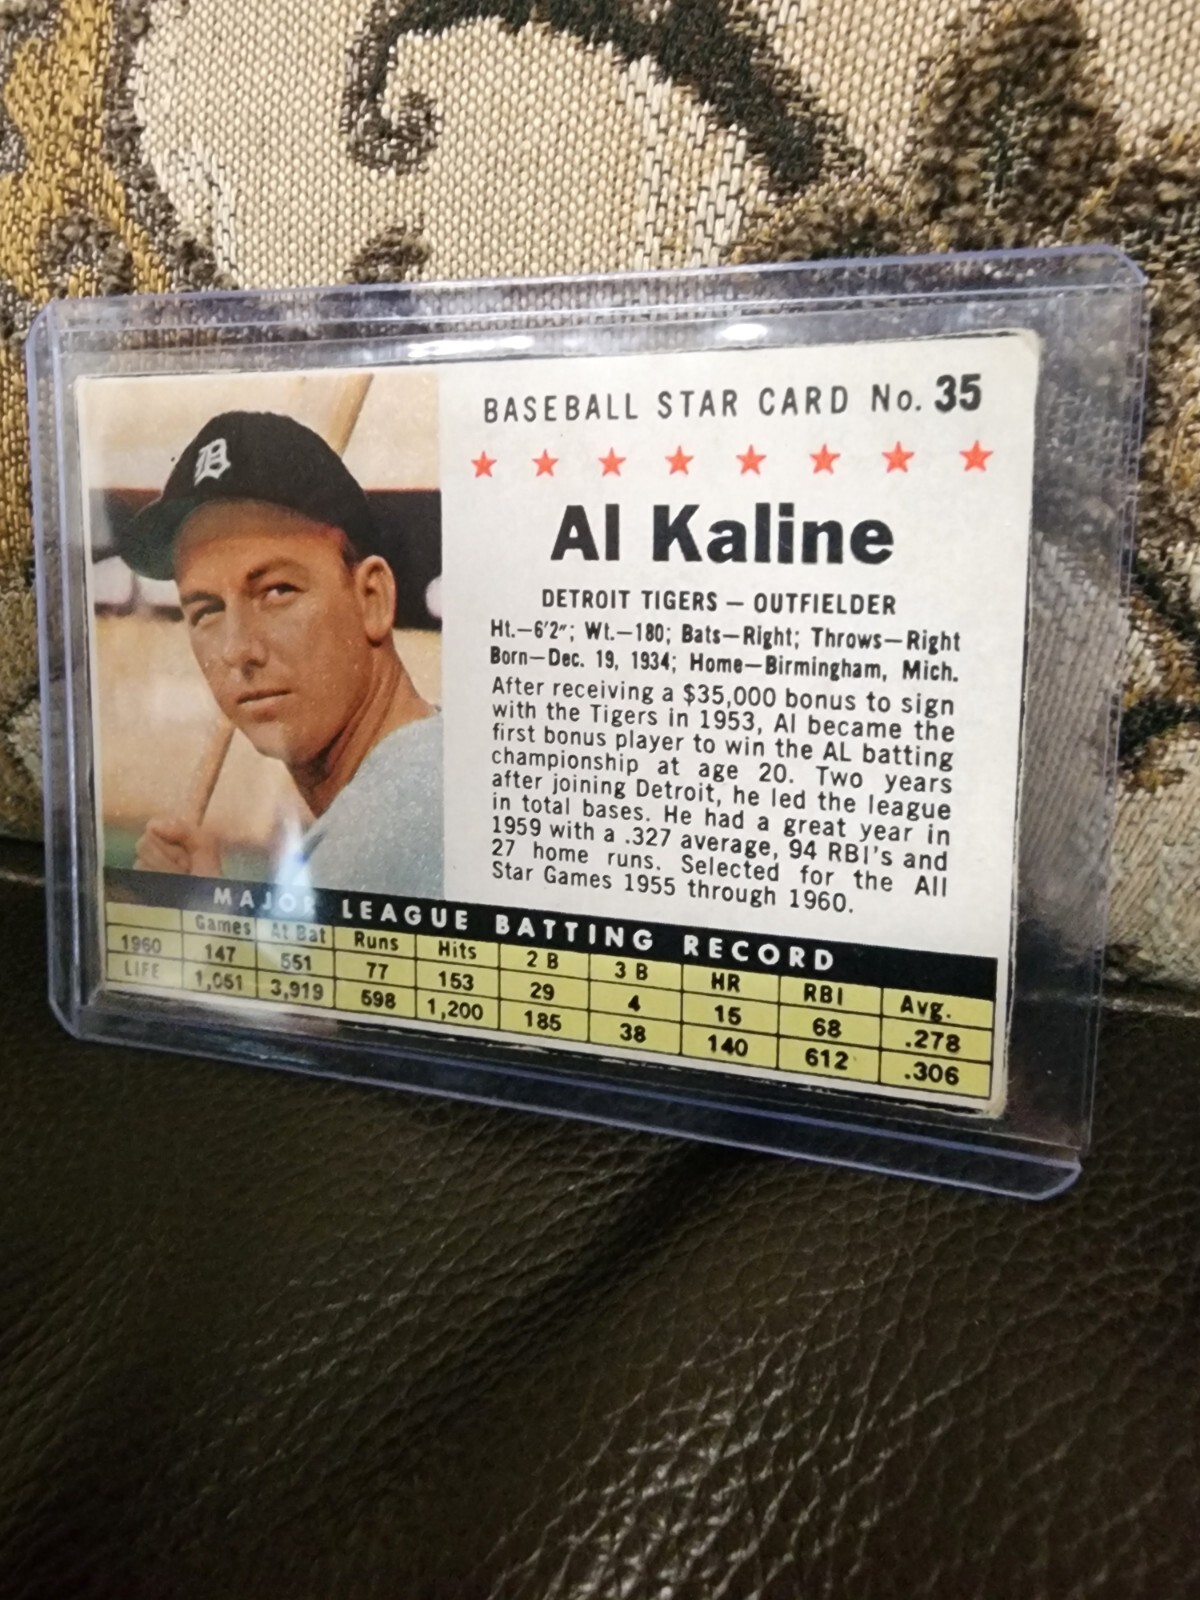 BASEBALL STAR CARD No. 35
Al Kaline
DETROIT TIGERS — OUTFIELDER
Ht.—6'2"; Wt.—180; Bats—Right; Throws—Right
Born—Dec. 19, 1934; Home—Birmingham, Mich.
After receiving a $35,000 bonus to sign
with the Tigers in 1953, Al became the
first bonus player to win the AL batting
championship at age 20. Two years
after joining Detroit, he led the league
in total bases. He had a great year in
1959 with a .327 average, 94 RBI's and
27 home runs. Selected for the All
Star Games 1955 through 1960.
D
MAJOR LEAGUE BATTING RECORD
Games At Bat Runs Hits 2B 3B HR RBI Avg.
1960 147 551 77 153 29 4 15 68 .278
LIFE 1,051 3,919 598 1,200 185 38 140 612 .306